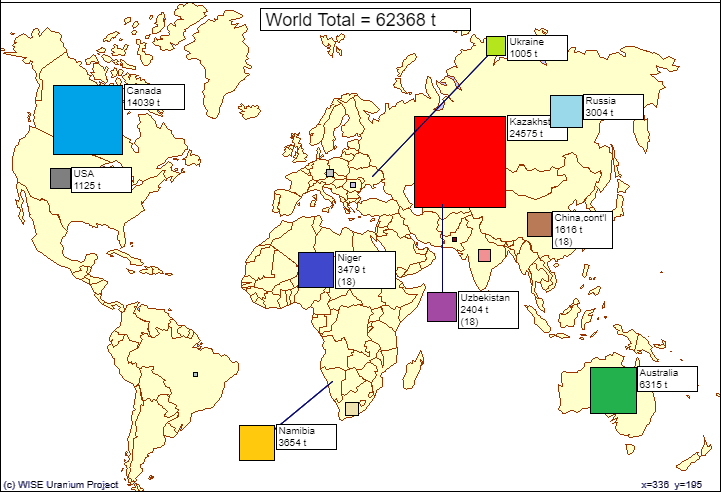 World Total = 62368 t
Ukraine
1005 t
Canada
14039 t
Russia
3004 t
Kazakhst
24575 t
USA
1125 t
China,cont'l
1616 t
(18)
Niger
3479 t
(18)
Uzbekistan
2404 t
(18)
Australia
6315 t
Namibia
3654 t
(c) WISE Uranium Project
x=336 y=195